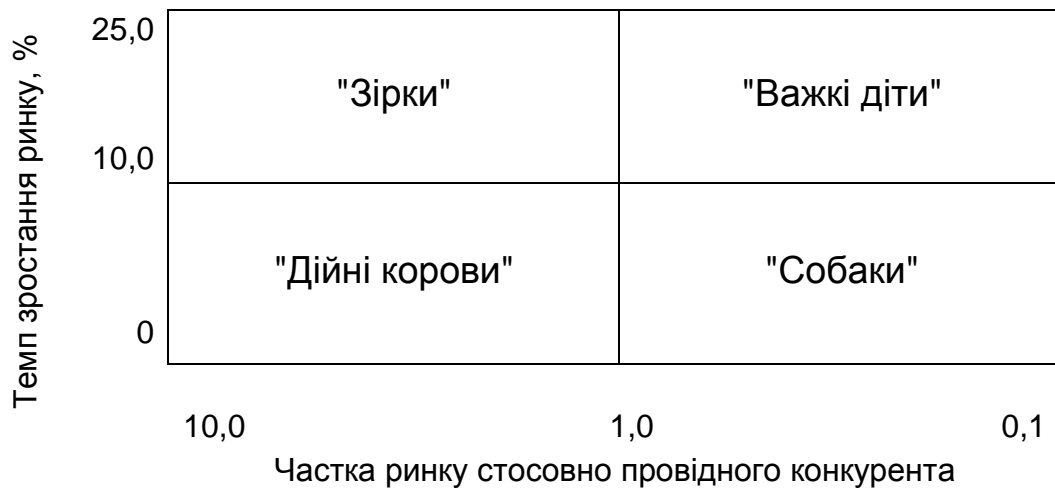 Темп зростання ринку, %
25,0
"Зірки" "Важкі діти"
10,0
"Дійні корови" "Собаки"
0
10,0 1,0 0,1
Частка ринку стосовно провідного конкурента